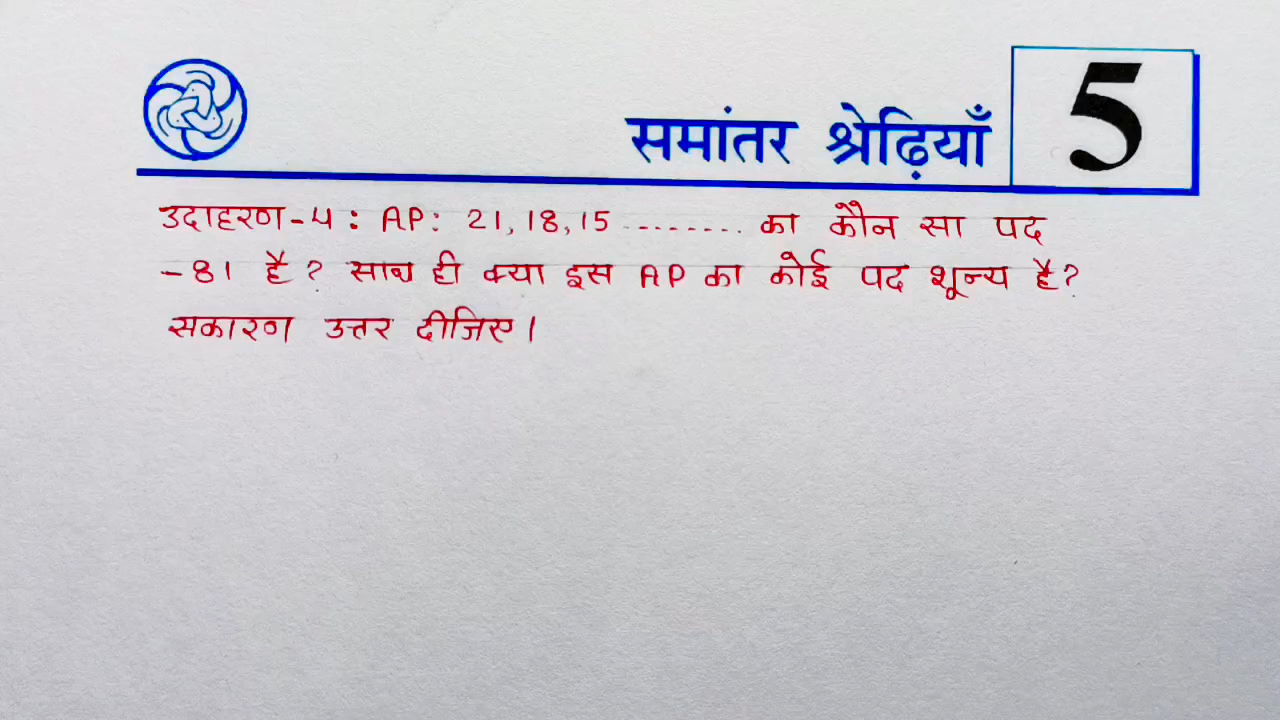 समांतर श्रेढ़ियाँ 5
उदाहरण-4: AP: 21, 18, 15 ........ का कौन सा पद
-81 है? साथ ही क्या इस AP का कोई पद शून्य है?
सकारण उत्तर दीजिए।